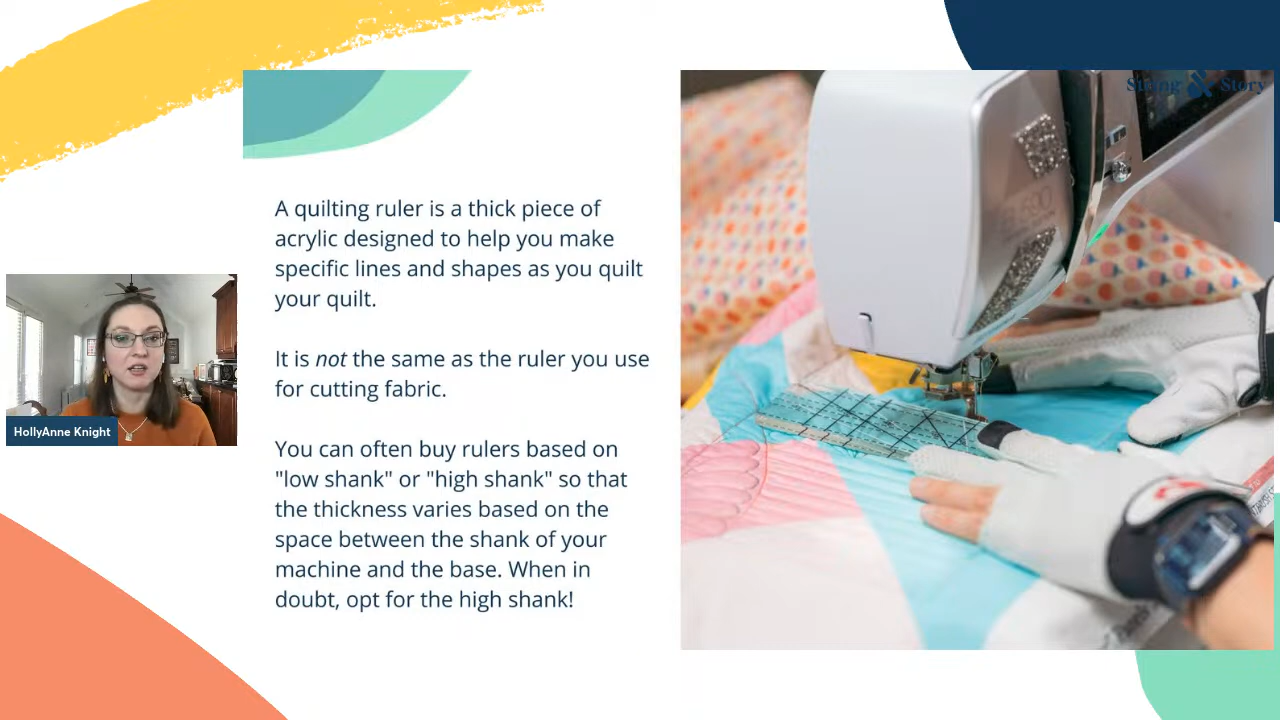 String & Story
A quilting ruler is a thick piece of
acrylic designed to help you make
specific lines and shapes as you quilt
your quilt.
It is not the same as the ruler you use
for cutting fabric.
You can often buy rulers based on
"low shank" or "high shank" so that
the thickness varies based on the
space between the shank of your
machine and the base. When in
doubt, opt for the high shank!
HollyAnne Knight